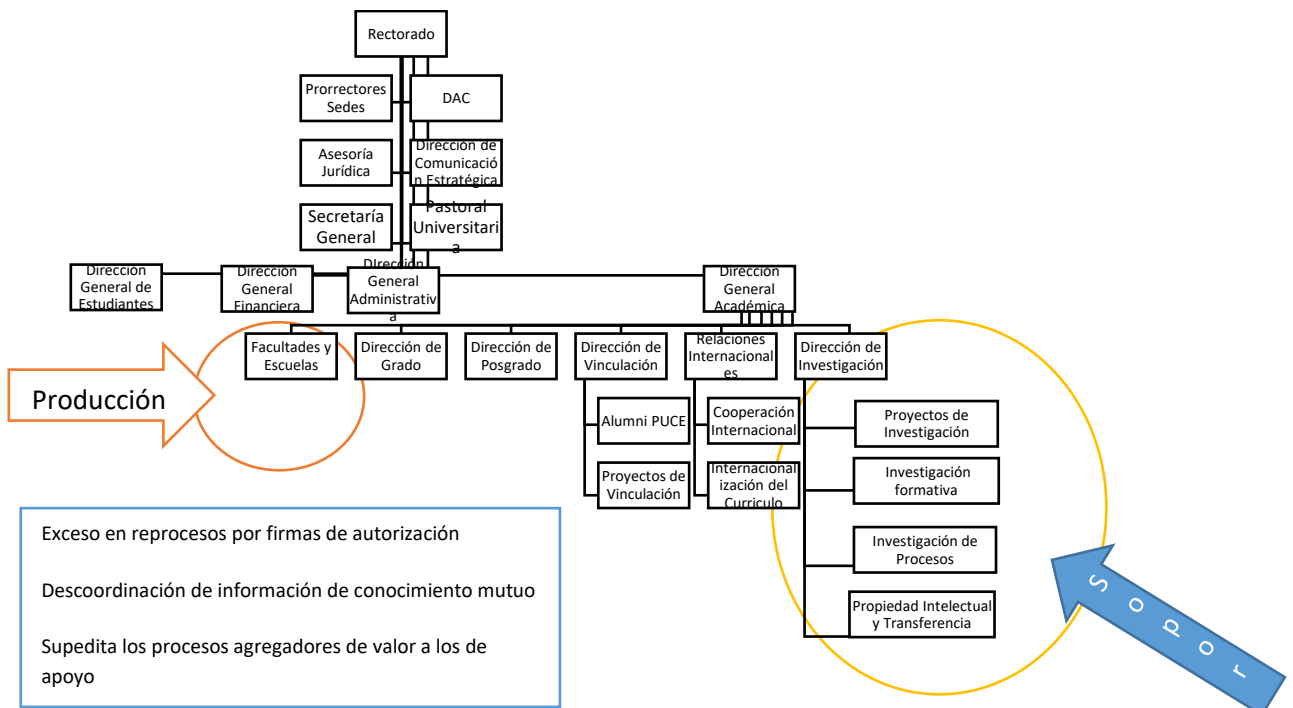 Rectorado
Prorrectores
Sedes
DAC
Asesoría
Jurídica
Dirección de
Comunicació
n Estratégica
Secretaría
General
Pastoral
Universitari
a
Dirección
General de
Estudiantes
Dirección
General
Financiera
Dirección
General
Administrativ
a
Dirección
General
Académica
Facultades y
Escuelas
Dirección de
Grado
Dirección de
Posgrado
Dirección de
Vinculación
Relaciones
Internacional
es
Dirección de
Investigación
Producción
Alumni PUCE
Cooperación
Internacional
Proyectos de
Investigación
Proyectos de
Vinculación
Internacional
ización del
Curriculo
Investigación
formativa
Investigación de
Procesos
Propiedad Intelectual
y Transferencia
Exceso en reprocesos por firmas de autorización
Descoordinación de información de conocimiento mutuo
Supedita los procesos agregadores de valor a los de
apoyo
S o p o r